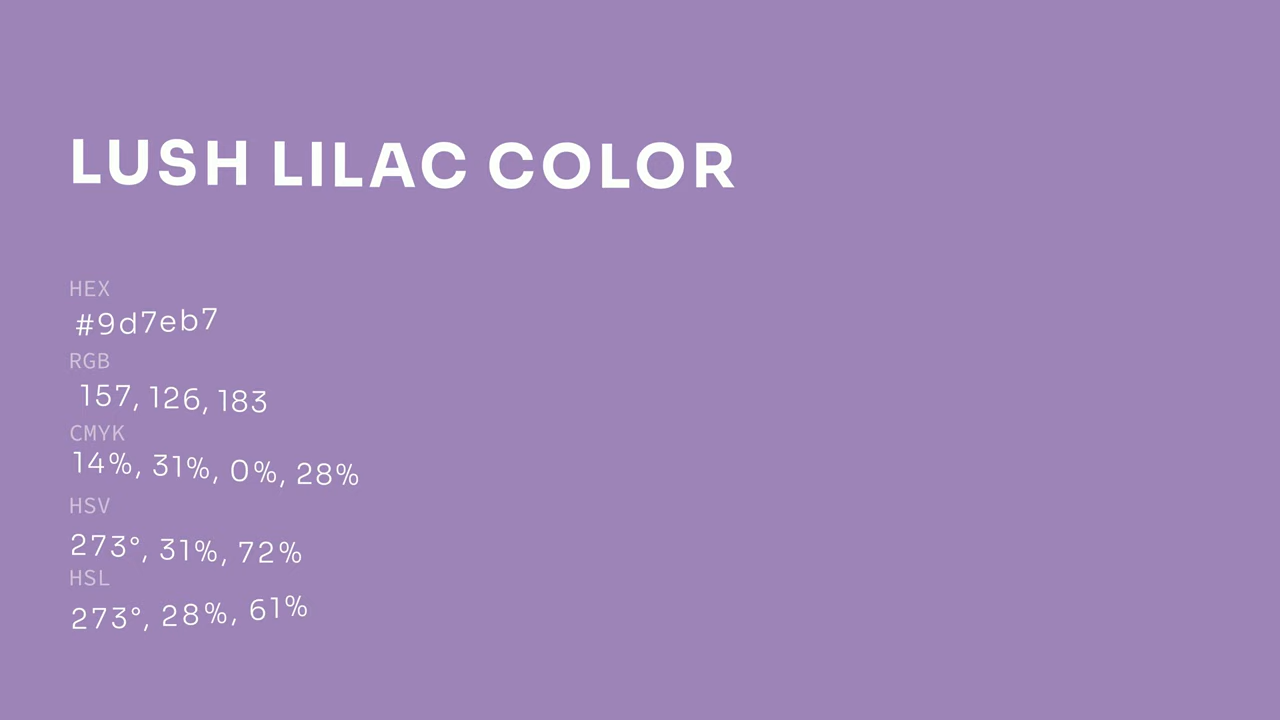 LUSH LILAC COLOR
HEX
#9d7eb7
RGB
157, 126, 183
CMYK
14%, 31%, 0%, 28%
HSV
273°, 31%, 72%
HSL
273°, 28%, 61%